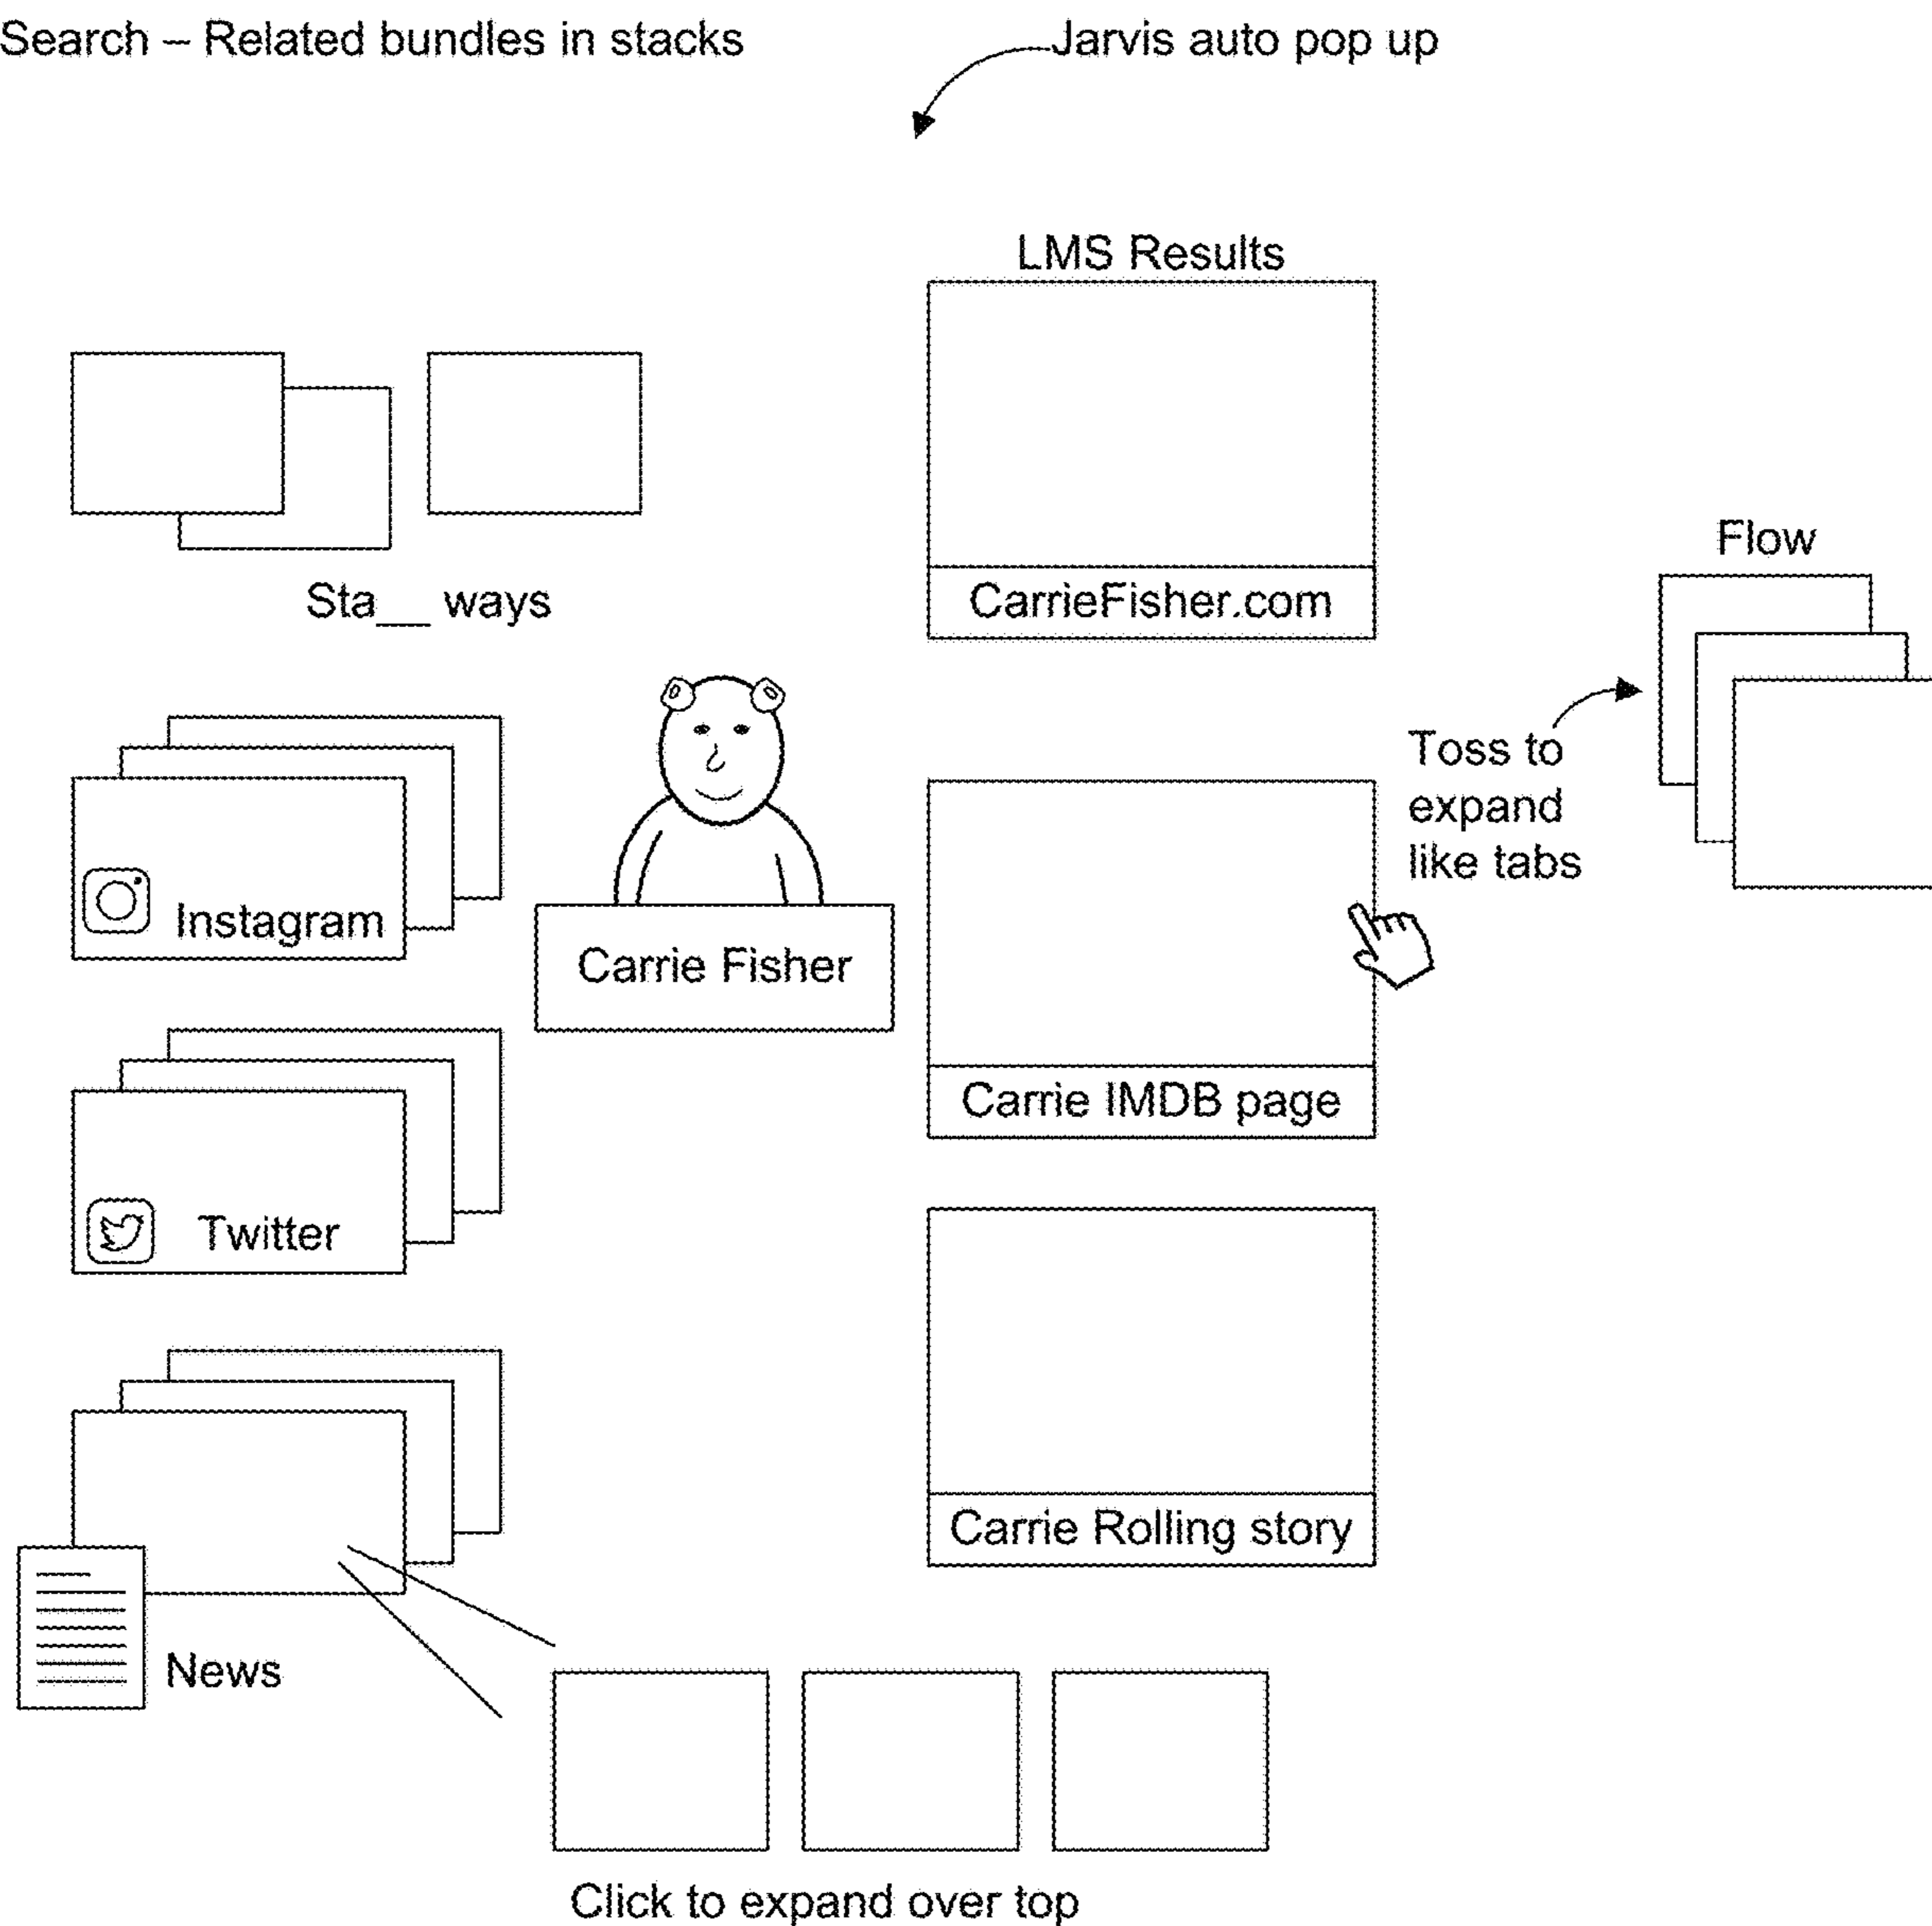 Search – Related bundles in stacks
Jarvis auto pop up
LMS Results
CarrieFisher.com
Sta__ ways
Flow
Toss to
expand
like tabs
Instagram
Carrie Fisher
Carrie IMDB page
Twitter
Carrie Rolling story
News
Click to expand over top